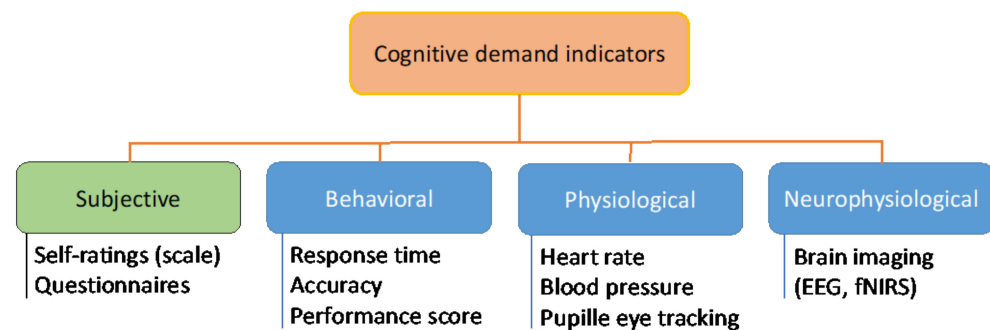 Cognitive demand indicators
Subjective
Self-ratings (scale)
Questionnaires
Behavioral
Response time
Accuracy
Performance score
Physiological
Heart rate
Blood pressure
Pupille eye tracking
Neurophysiological
Brain imaging
(EEG, fNIRS)